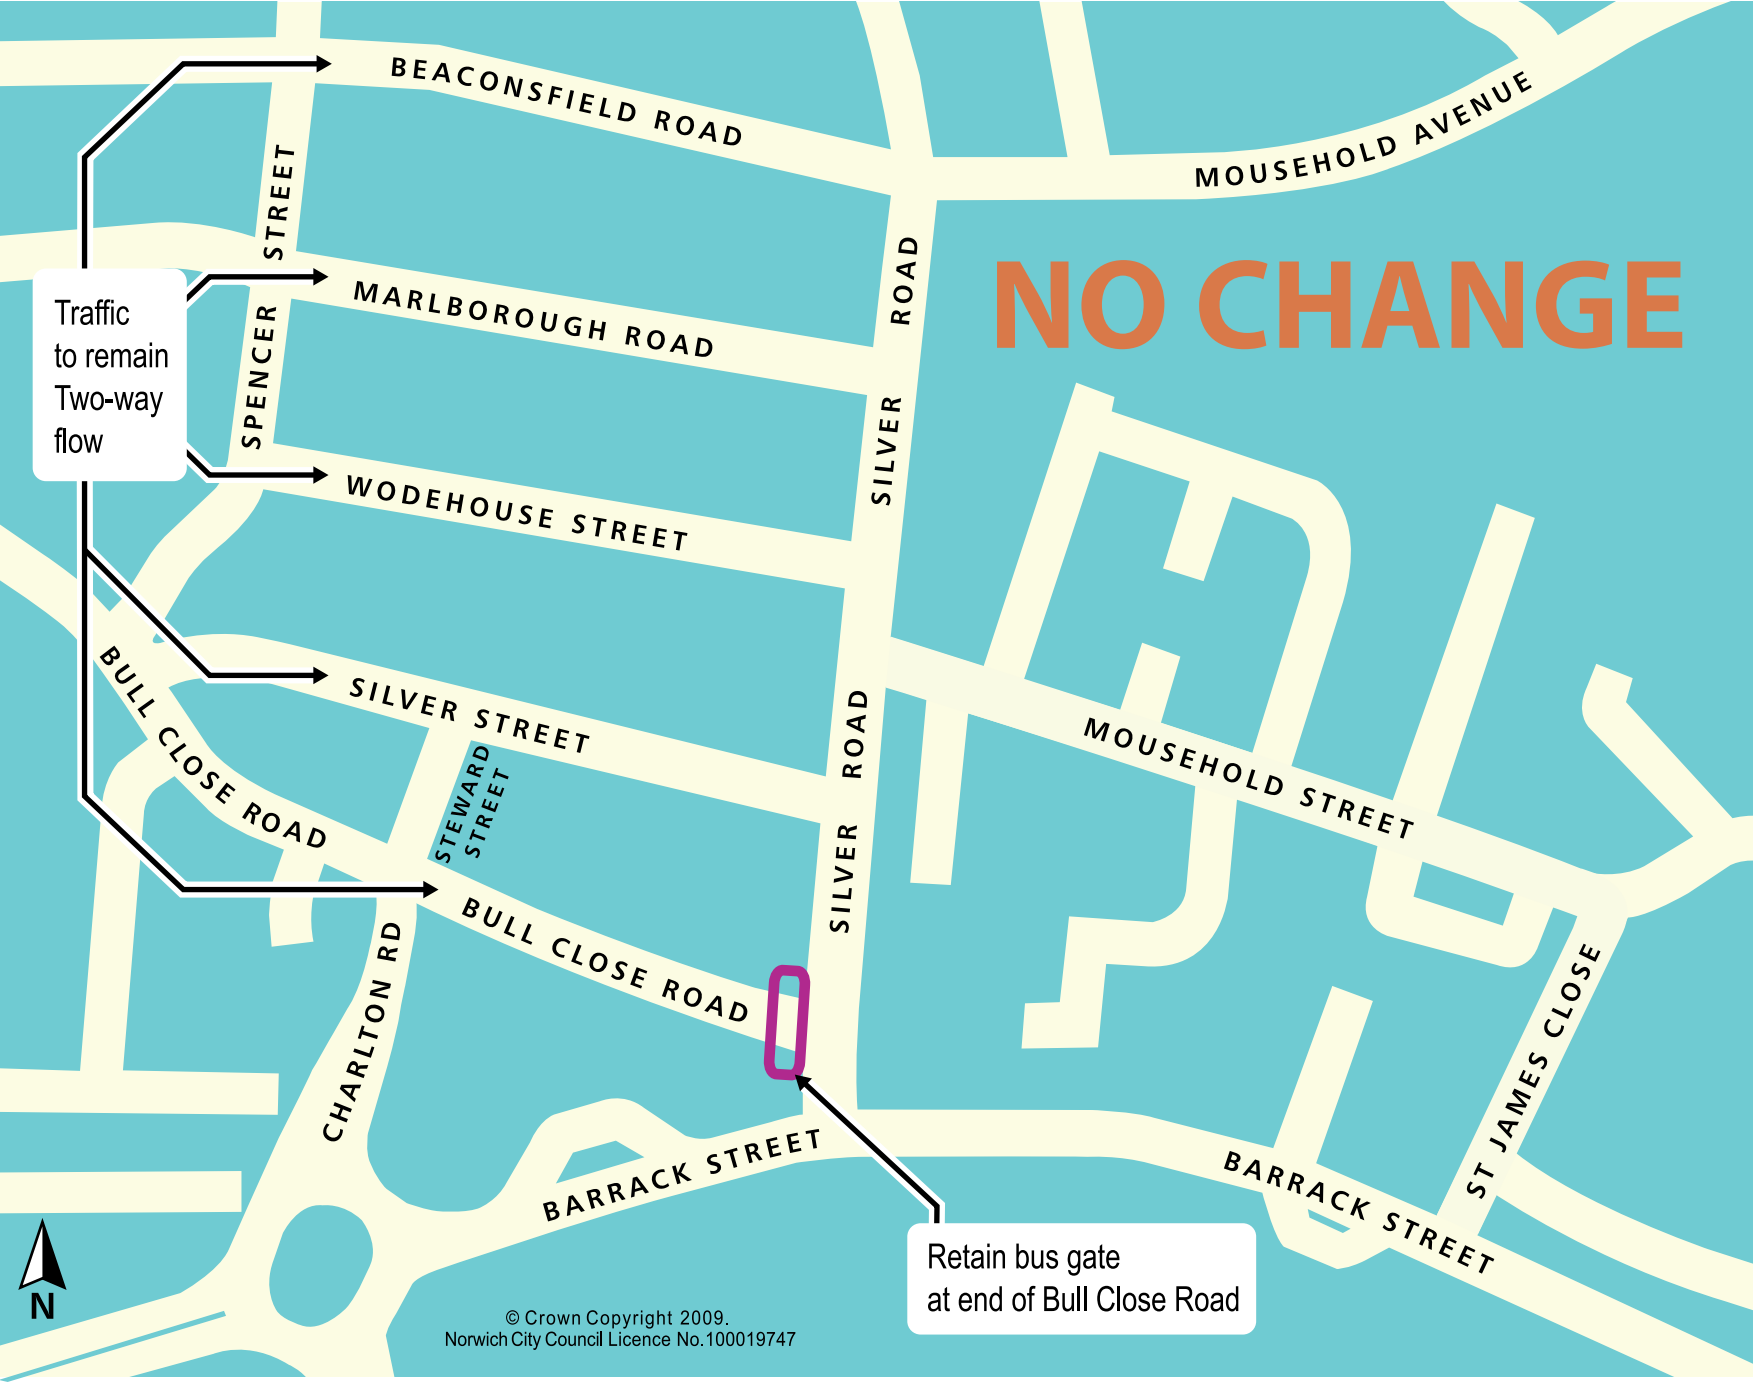 BEACONSFIELD ROAD
MOUSEHOLD AVENUE
SPENCER STREET
NO CHANGE
Traffic
to remain
Two-way
flow
MARLBOROUGH ROAD
SILVER ROAD
WODEHOUSE STREET
BULL CLOSE ROAD
SILVER STREET
STEWARD
STREET
SILVER ROAD
MOUSEHOLD STREET
BULL CLOSE ROAD
CHARLTON RD
ST JAMES CLOSE
BARRACK STREET
BARRACK STREET
Retain bus gate
at end of Bull Close Road
N
© Crown Copyright 2009.
Norwich City Council Licence No.100019747